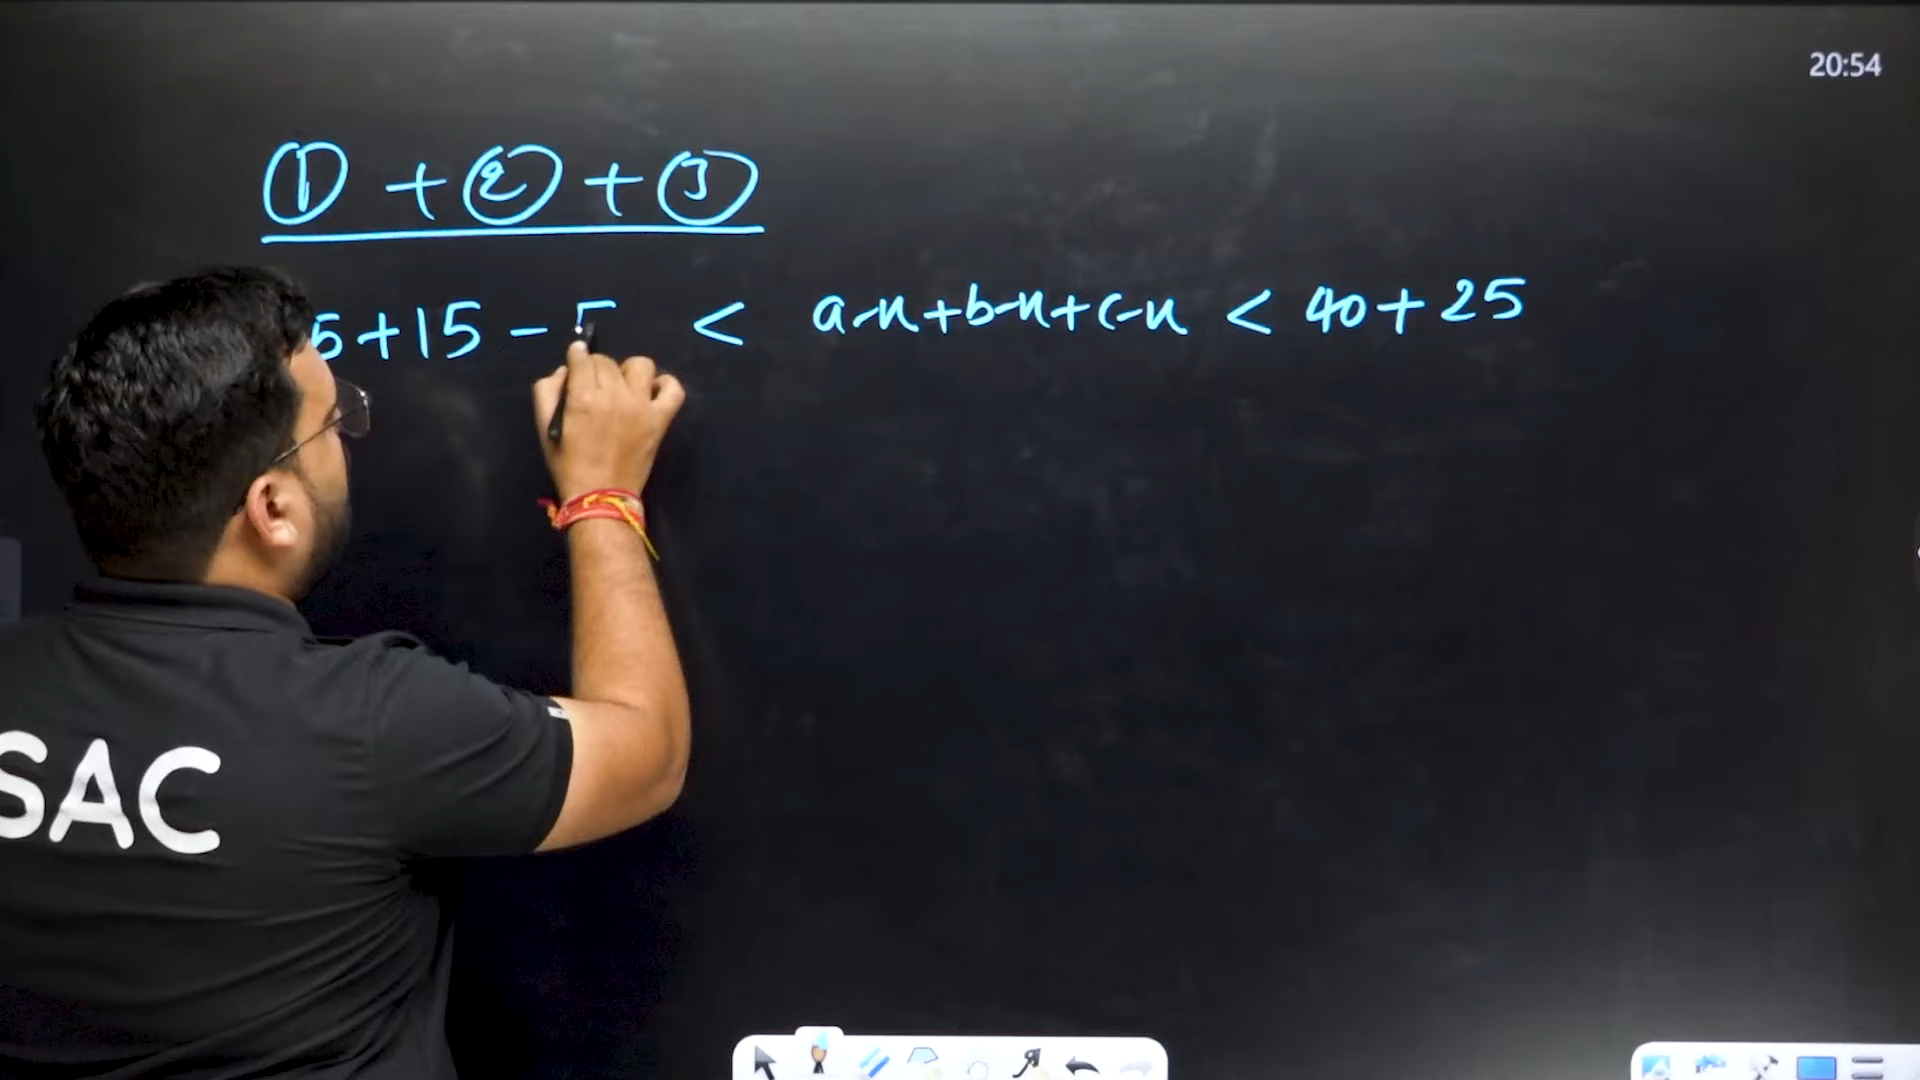 20:54
① + ② + ③
5 + 15 - 5 < a-x + b-x + c-x < 40 + 25
SAC